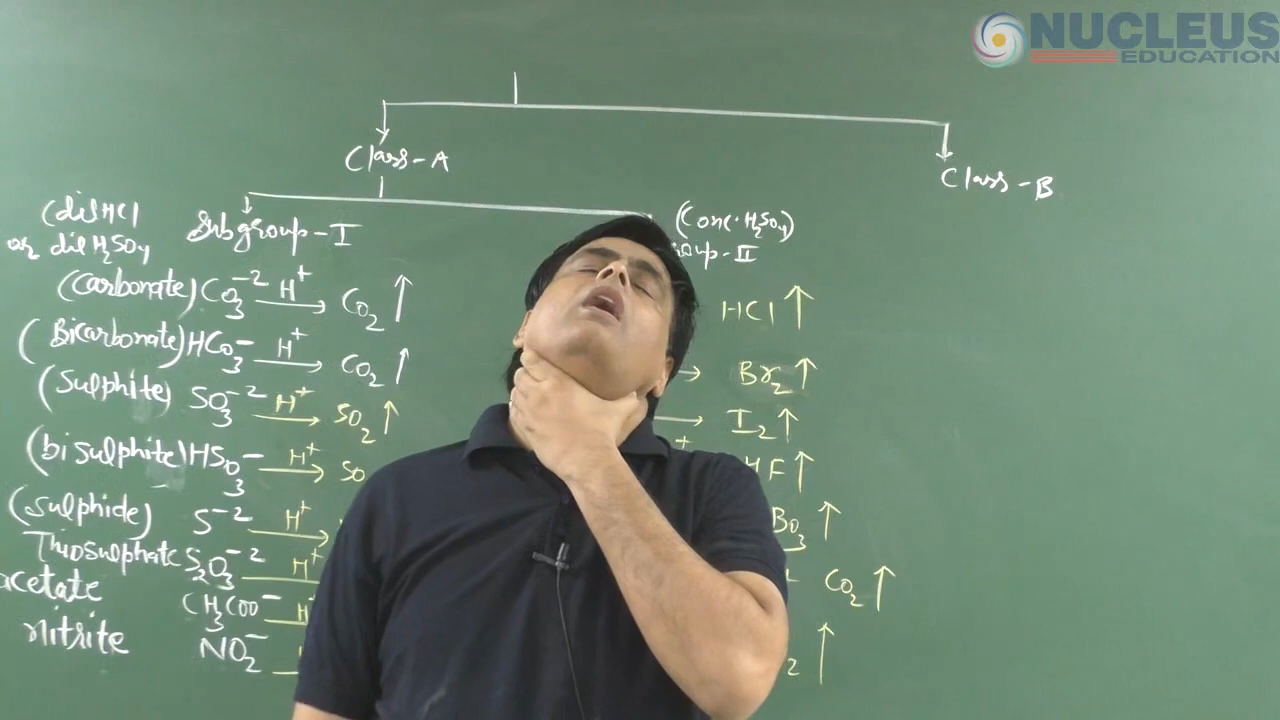 NUCLEUS
EDUCATION
Class-A
Class-B
(dil HCl
or dil H₂SO₄
Subgroup-I
(Conc. H₂SO₄)
oup-II
(Carbonate) CO₃⁻² H⁺ → CO₂ ↑
HCl ↑
(Bicarbonate) HCO₃⁻ H⁺ → CO₂ ↑
→ Br₂ ↑
(Sulphite) SO₃⁻² H⁺ → SO₂ ↑
→ I₂ ↑
(bisulphite) HSO₃⁻ H⁺ → SO
HF ↑
(Sulphide) S⁻² H⁺ →
BO₃ ↑
Thiosulphate S₂O₃⁻² H⁺
CO₂ ↑
acetate CH₃COO⁻ H
nitrite NO₂⁻
2 ↑